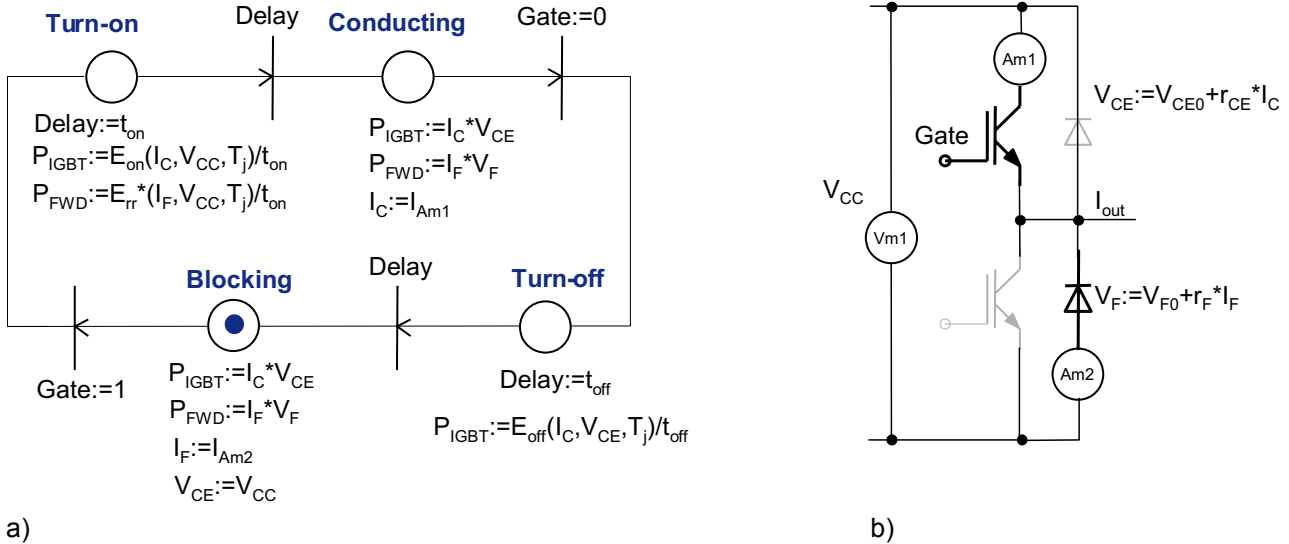 Turn-on
Delay
Conducting
Gate:=0
Delay:=t_on
P_IGBT:=E_on(I_C,V_CC,T_j)/t_on
P_FWD:=E_rr*(I_F,V_CC,T_j)/t_on
P_IGBT:=I_C*V_CE
P_FWD:=I_F*V_F
I_C:=I_Am1
Blocking
Delay
Turn-off
Gate:=1
P_IGBT:=I_C*V_CE
P_FWD:=I_F*V_F
I_F:=I_Am2
V_CE:=V_CC
Delay:=t_off
P_IGBT:=E_off(I_C,V_CE,T_j)/t_off
a)
Am1
V_CE:=V_CE0+r_CE*I_C
Gate
V_CC
I_out
Vm1
V_F:=V_F0+r_F*I_F
Am2
b)